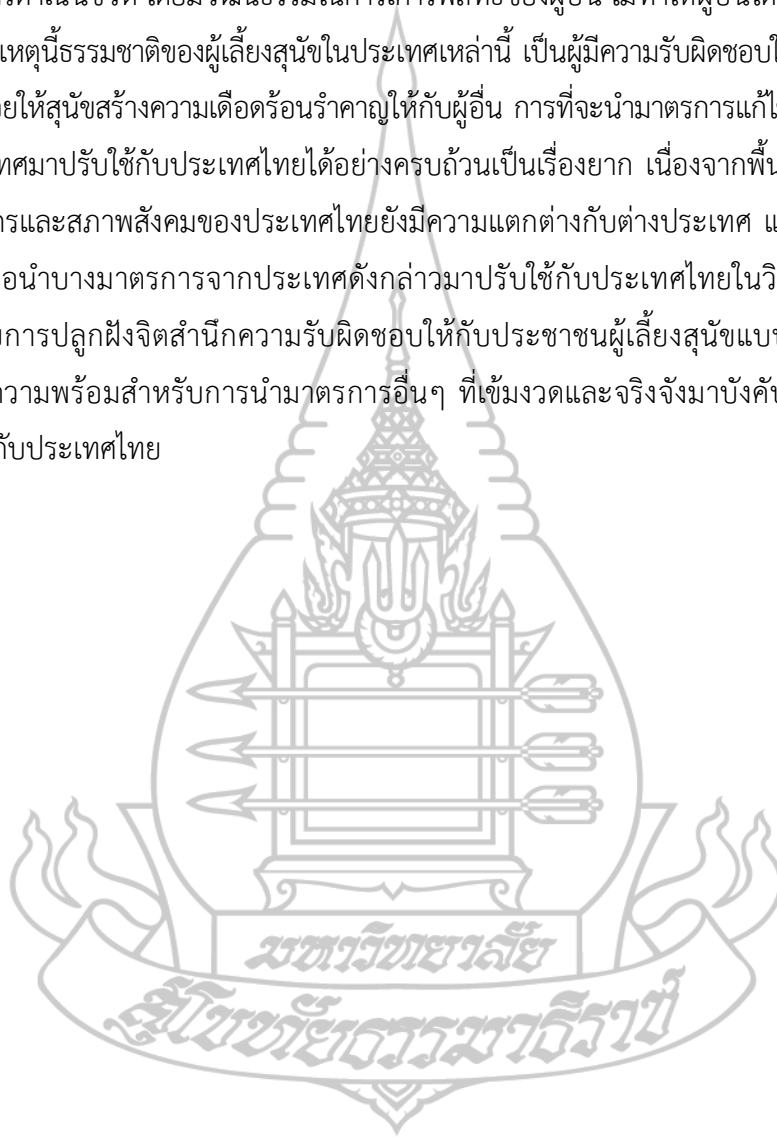 เหตุนี้ธรรมชาติของผู้เลี้ยงสุนัขในประเทศเหล่านี้ เป็นผู้มีความรับผิดชอบ
ยให้สุนัขสร้างความเดือดร้อนรำคาญให้กับผู้อื่น การที่จะนำมาตรการแก้ไ
ทศมาปรับใช้กับประเทศไทยได้อย่างครบถ้วนเป็นเรื่องยาก เนื่องจากพื้น
ารและสภาพสังคมของประเทศไทยยังมีความแตกต่างกับต่างประเทศ แ
อนำบางมาตรการจากประเทศดังกล่าวมาปรับใช้กับประเทศไทยในวิ
งการปลูกฝังจิตสำนึกความรับผิดชอบให้กับประชาชนผู้เลี้ยงสุนัขแบบ
ความพร้อมสำหรับการนำมาตรการอื่นๆ ที่เข้มงวดและจริงจังมาบังคับ
กับประเทศไทย
มหาวิทยาลัย
สุโขทัยธรรมาธิราช